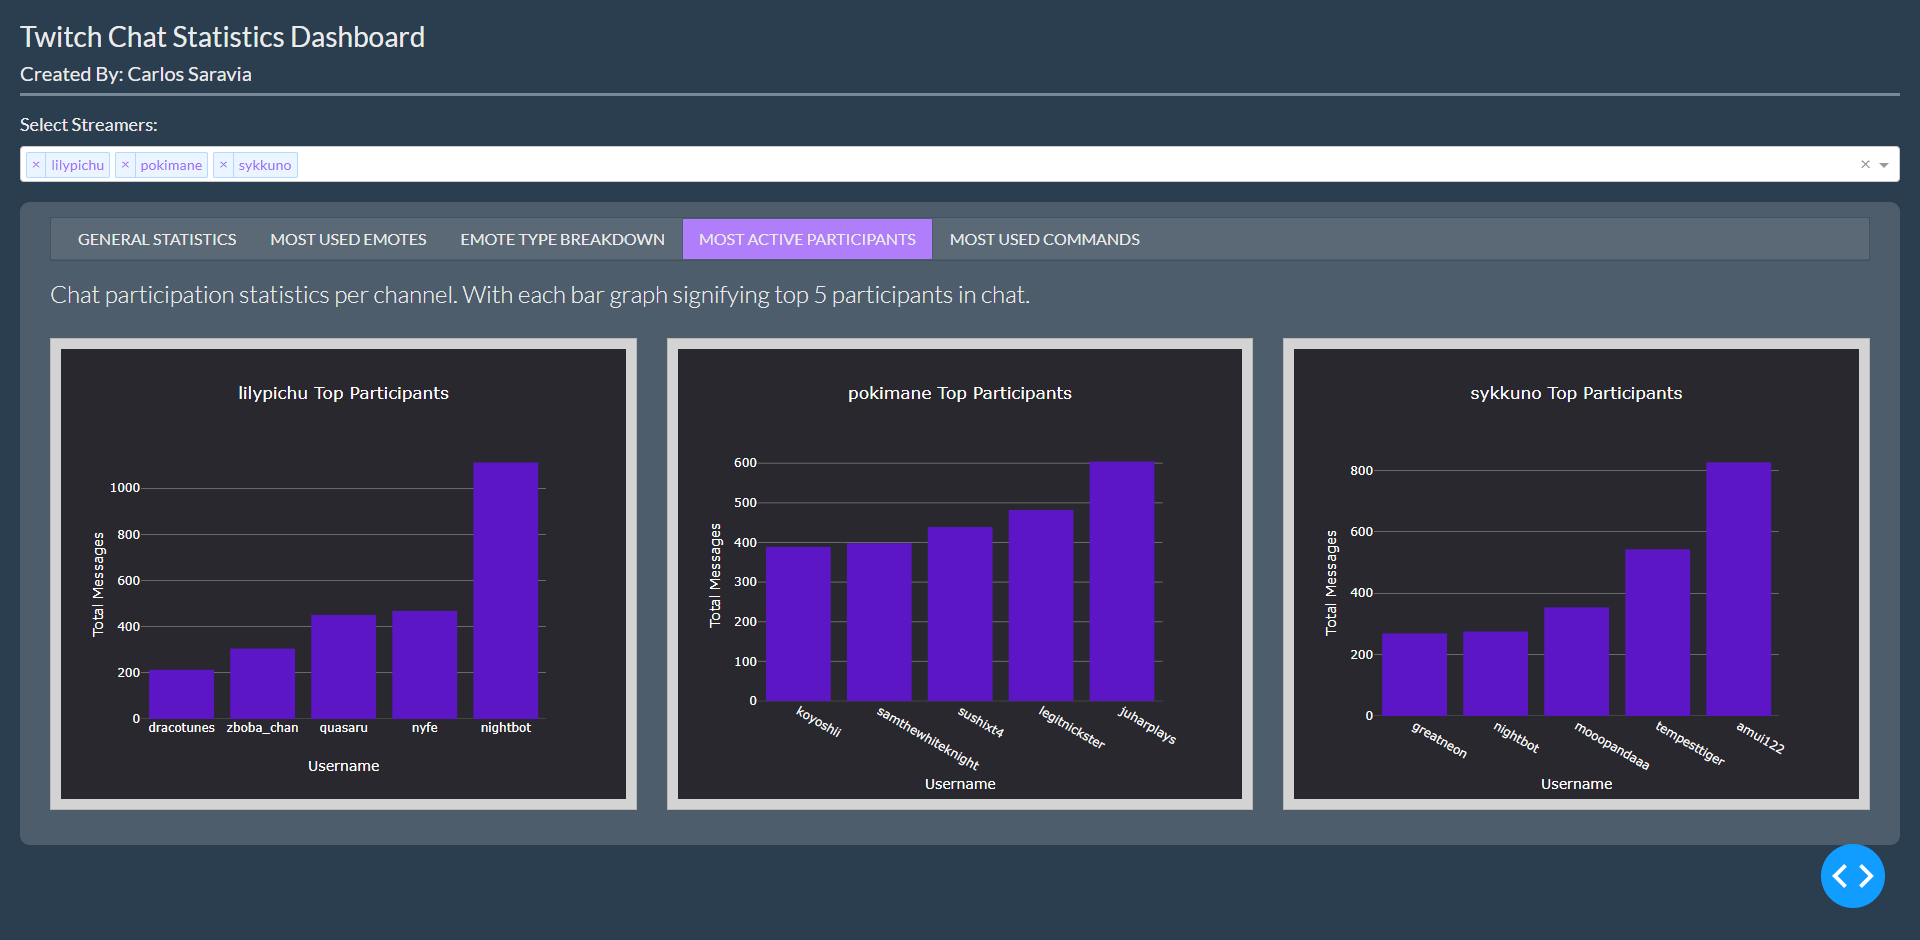 Twitch Chat Statistics Dashboard
Created By: Carlos Saravia
Select Streamers:
× lilypichu × pokimane × sykkuno × 
GENERAL STATISTICS MOST USED EMOTES EMOTE TYPE BREAKDOWN MOST ACTIVE PARTICIPANTS MOST USED COMMANDS
Chat participation statistics per channel. With each bar graph signifying top 5 participants in chat.
lilypichu Top Participants
1000
800
600
400
200
0
Total Messages
dracotunes zboba_chan quasaru nyfe nightbot
Username
pokimane Top Participants
600
500
400
300
200
100
0
Total Messages
koyoshii samthewhiteknight sushixt4 legitnickster juharplays
Username
sykkuno Top Participants
800
600
400
200
0
Total Messages
greatneon nightbot mooopandaaa tempesttiger amui122
Username